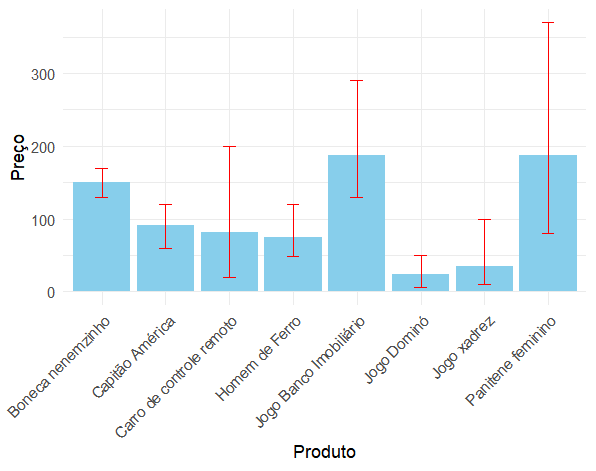 Preço
300
200
100
0
Boneca nenemzinho
Capitão América
Carro de controle remoto
Homem de Ferro
Jogo Banco Imobiliário
Jogo Dominó
Jogo xadrez
Panitene feminino
Produto